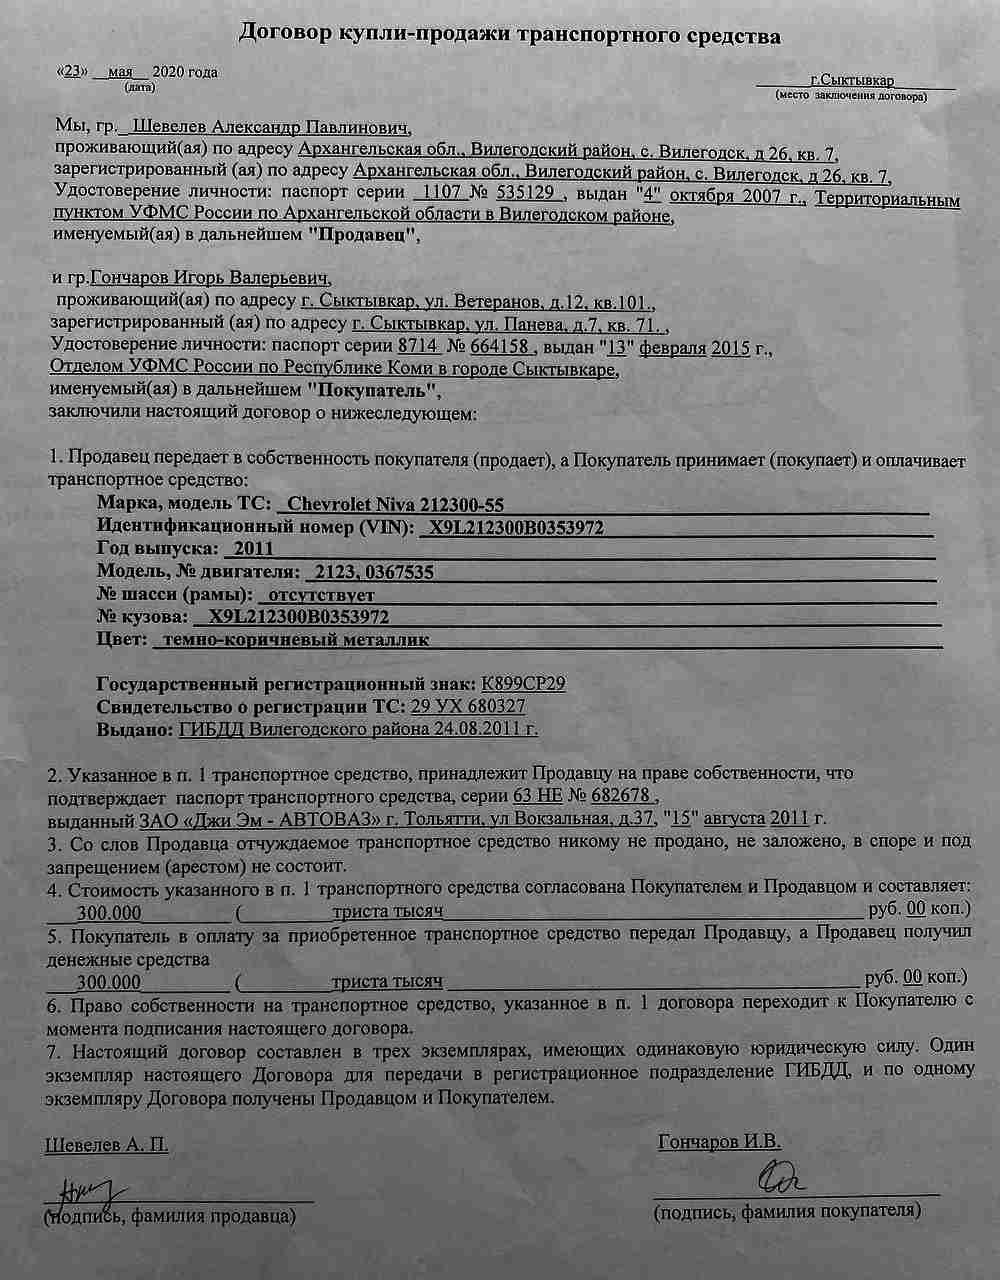 Договор купли-продажи транспортного средства
«23» мая 2020 года
(дата)
г.Сыктывкар
(место заключения договора)
Мы, гр. Шевелев Александр Павлинович,
проживающий(ая) по адресу Архангельская обл., Вилегодский район, с. Вилегодск, д 26, кв. 7,
зарегистрированный (ая) по адресу Архангельская обл., Вилегодский район, с. Вилегодск, д 26, кв. 7,
Удостоверение личности: паспорт серии 1107 № 535129 , выдан "4" октября 2007 г., Территориальным
пунктом УФМС России по Архангельской области в Вилегодском районе,
именуемый(ая) в дальнейшем "Продавец",
и гр.Гончаров Игорь Валерьевич,
проживающий(ая) по адресу г. Сыктывкар, ул. Ветеранов, д.12, кв.101.,
зарегистрированный (ая) по адресу г. Сыктывкар, ул. Панева, д.7, кв. 71. ,
Удостоверение личности: паспорт серии 8714 № 664158 , выдан "13" февраля 2015 г.,
Отделом УФМС России по Республике Коми в городе Сыктывкаре,
именуемый(ая) в дальнейшем "Покупатель",
заключили настоящий договор о нижеследующем:
1. Продавец передает в собственность покупателя (продает), а Покупатель принимает (покупает) и оплачивает
транспортное средство:
Марка, модель ТС: Chevrolet Niva 212300-55
Идентификационный номер (VIN): X9L212300B0353972
Год выпуска: 2011
Модель, № двигателя: 2123, 0367535
№ шасси (рамы): отсутствует
№ кузова: X9L212300B0353972
Цвет: темно-коричневый металлик
Государственный регистрационный знак: К899СР29
Свидетельство о регистрации ТС: 29 УХ 680327
Выдано: ГИБДД Вилегодского района 24.08.2011 г.
2. Указанное в п. 1 транспортное средство, принадлежит Продавцу на праве собственности, что
подтверждает паспорт транспортного средства, серии 63 НЕ № 682678 ,
выданный ЗАО «Джи Эм - АВТОВАЗ» г. Тольятти, ул Вокзальная, д.37, "15" августа 2011 г.
3. Со слов Продавца отчуждаемое транспортное средство никому не продано, не заложено, в споре и под
запрещением (арестом) не состоит.
4. Стоимость указанного в п. 1 транспортного средства согласована Покупателем и Продавцом и составляет:
300.000 ( триста тысяч руб. 00 коп.)
5. Покупатель в оплату за приобретенное транспортное средство передал Продавцу, а Продавец получил
денежные средства
300.000 ( триста тысяч руб. 00 коп.)
6. Право собственности на транспортное средство, указанное в п. 1 договора переходит к Покупателю с
момента подписания настоящего договора.
7. Настоящий договор составлен в трех экземплярах, имеющих одинаковую юридическую силу. Один
экземпляр настоящего Договора для передачи в регистрационное подразделение ГИБДД, и по одному
экземпляру Договора получены Продавцом и Покупателем.
Шевелев А. П.
Гончаров И.В.
(подпись, фамилия продавца)
(подпись, фамилия покупателя)